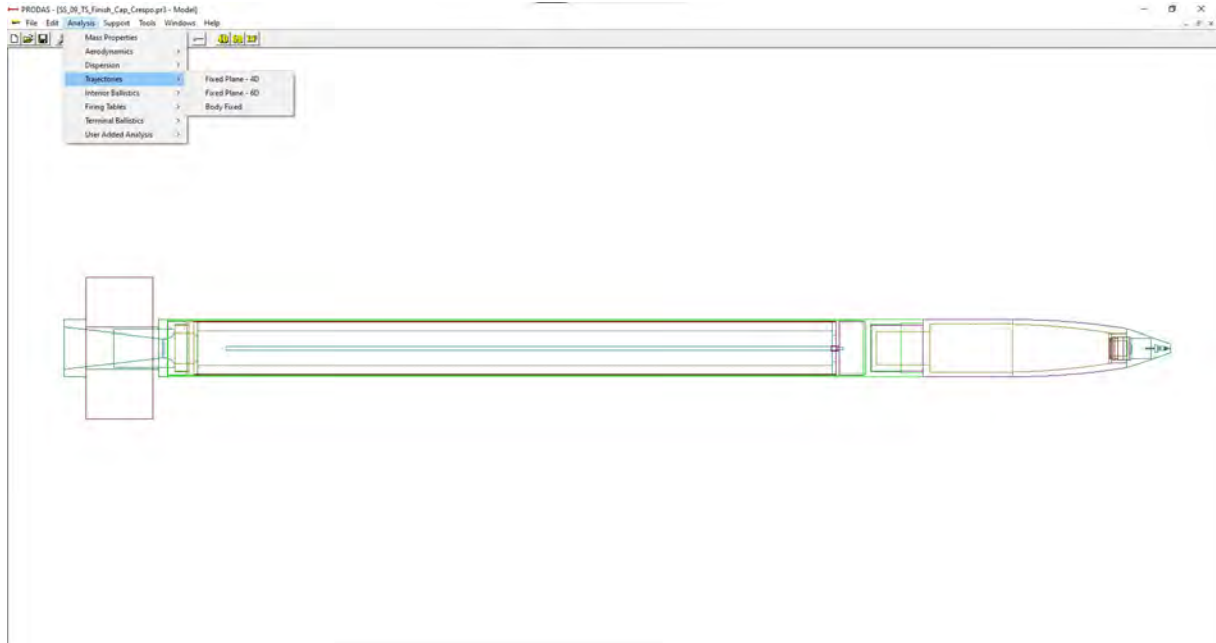 PRODAS - [SS_09_TS_Finish_Cap_Crespo.pr3 - Model]
File Edit Analysis Support Tools Windows Help
Mass Properties
Aerodynamics
Dispersion
Trajectories
Interior Ballistics
Firing Tables
Terminal Ballistics
User Added Analysis
Fixed Plane - 4D
Fixed Plane - 6D
Body Fixed